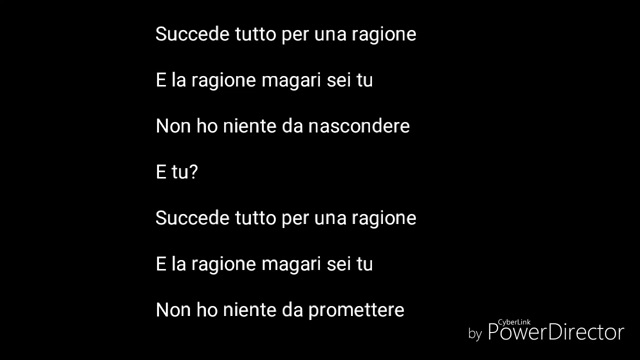 Succede tutto per una ragione
E la ragione magari sei tu
Non ho niente da nascondere
E tu?
Succede tutto per una ragione
E la ragione magari sei tu
Non ho niente da promettere
CyberLink
by PowerDirector